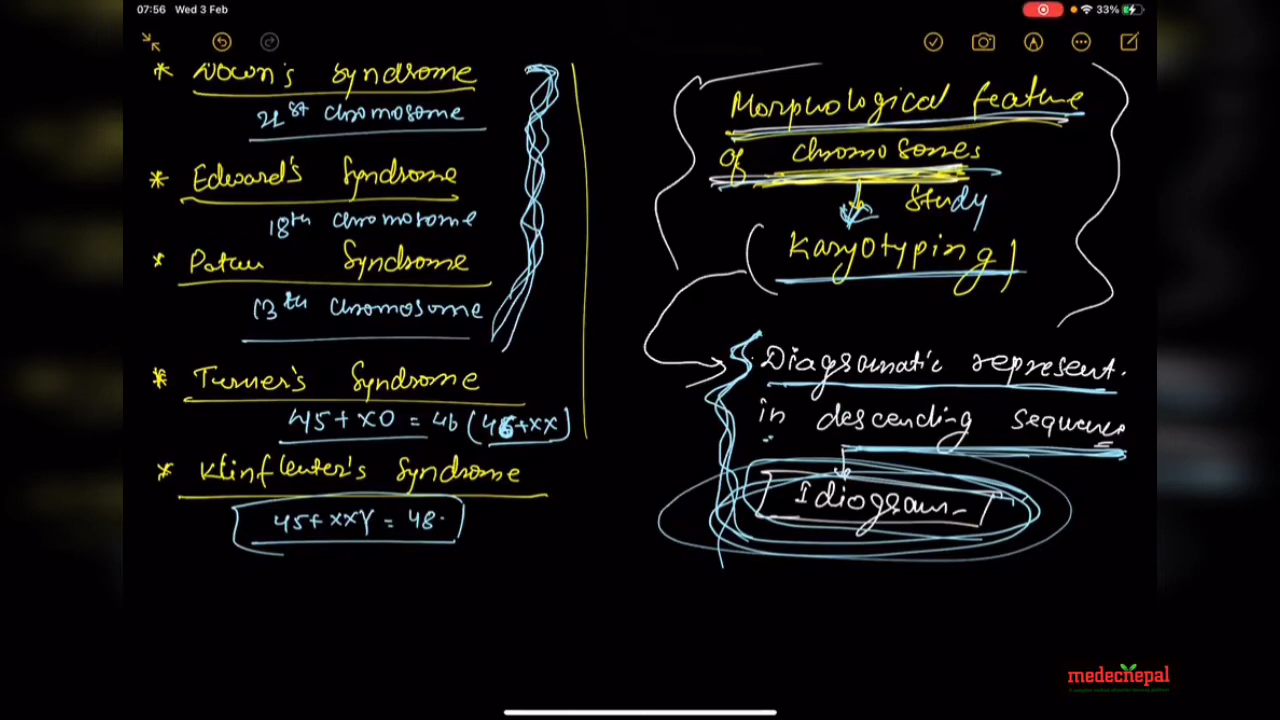 07:56 Wed 3 Feb
33%
* Down's Syndrome
21st chromosome
* Edward's Syndrome
18th chromosome
* Patau Syndrome
13th chromosome
* Turner's Syndrome
45+XO = 46 (45+XX)
* Klinflenter's Syndrome
45+XXY = 48.
Morphological feature
of chromosomes
Study
(Karyotyping)
Diagramatic represent.
in descending sequence
Idiogram
medecnepal